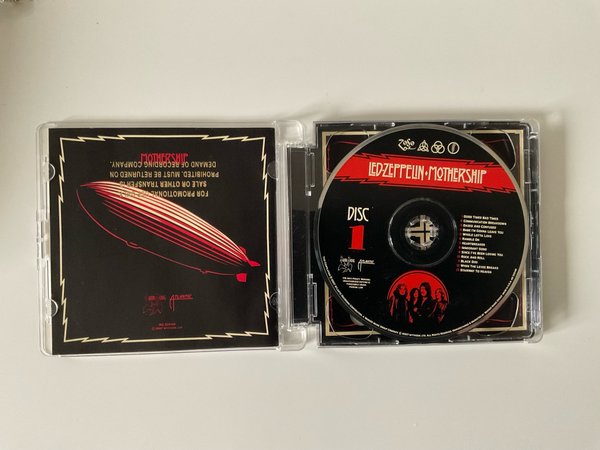 MOTHERSHIP
FOR PROMOTIONAL USE ONLY
SALE OR OTHER TRANSFER IS
PROHIBITED. MUST BE RETURNED ON
DEMAND OF RECORDING COMPANY.
ATLANTIC
LED·ZEPPELIN·MOTHERSHIP
DISC
1
GOOD TIMES BAD TIMES
COMMUNICATION BREAKDOWN
DAZED AND CONFUSED
BABE I'M GONNA LEAVE YOU
WHOLE LOTTA LOVE
RAMBLE ON
HEARTBREAKER
IMMIGRANT SONG
SINCE I'VE BEEN LOVING YOU
ROCK AND ROLL
BLACK DOG
WHEN THE LEVEE BREAKS
STAIRWAY TO HEAVEN
ATLANTIC